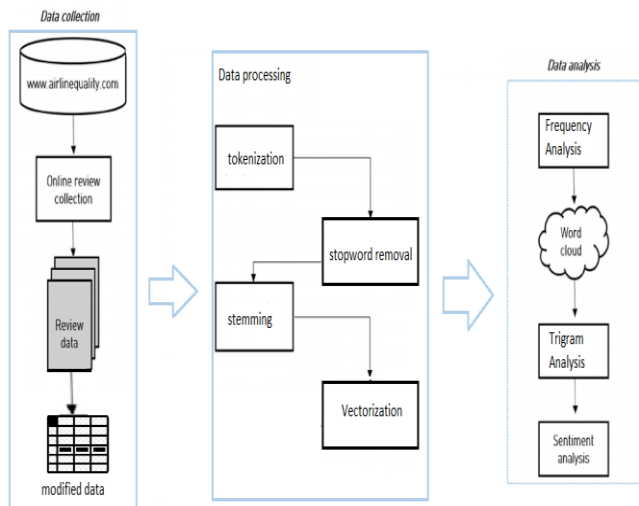 Data collection
www.airlinequality.com
Online review
collection
Review
data
modified data
Data processing
tokenization
stopword removal
stemming
Vectorization
Data analysis
Frequency
Analysis
Word
cloud
Trigram
Analysis
Sentiment
analysis